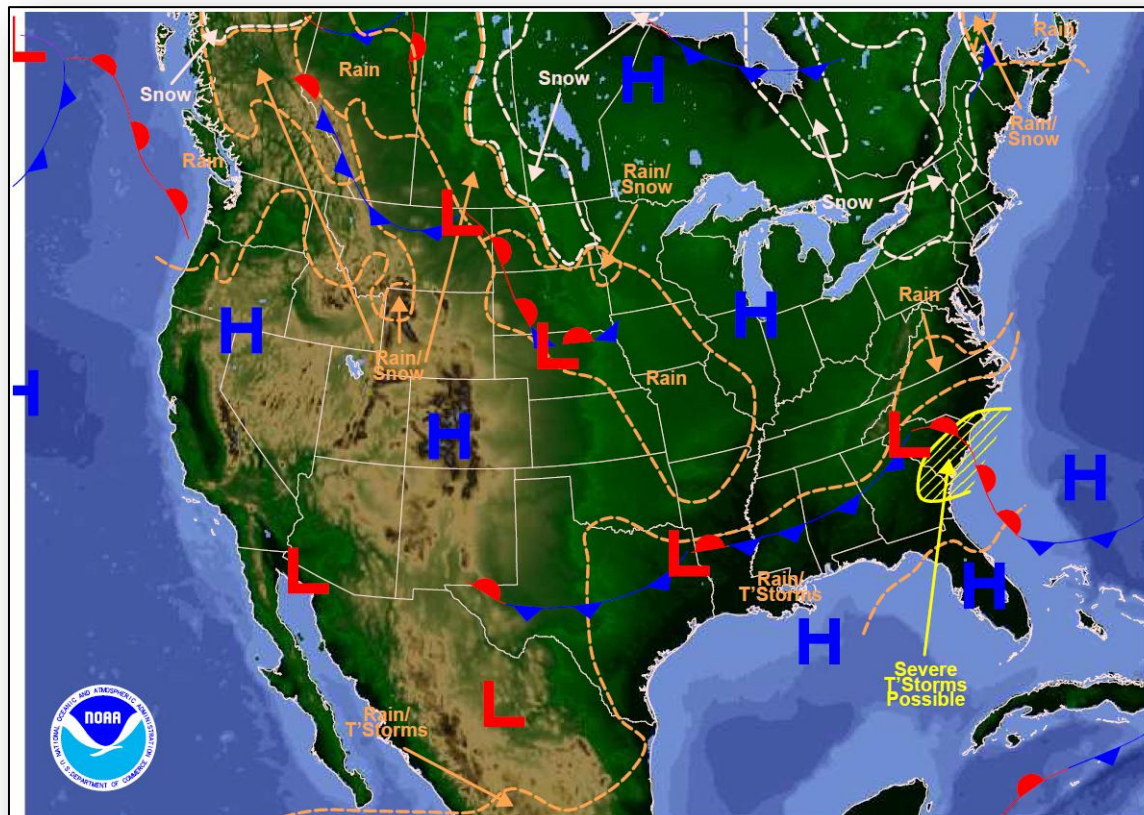 L
Rain
Rain
Snow
Snow
H
Rain/
Snow
Rain
Rain/
Snow
L
Snow
H
H
Rain
Rain/
Snow
L
H
Rain
H
L
H
L
L
Rain/
T'Storms
H
H
Severe
T'Storms
Possible
L
Rain/
T'Storms
NATIONAL OCEANIC AND ATMOSPHERIC ADMINISTRATION
NOAA
U.S. DEPARTMENT OF COMMERCE